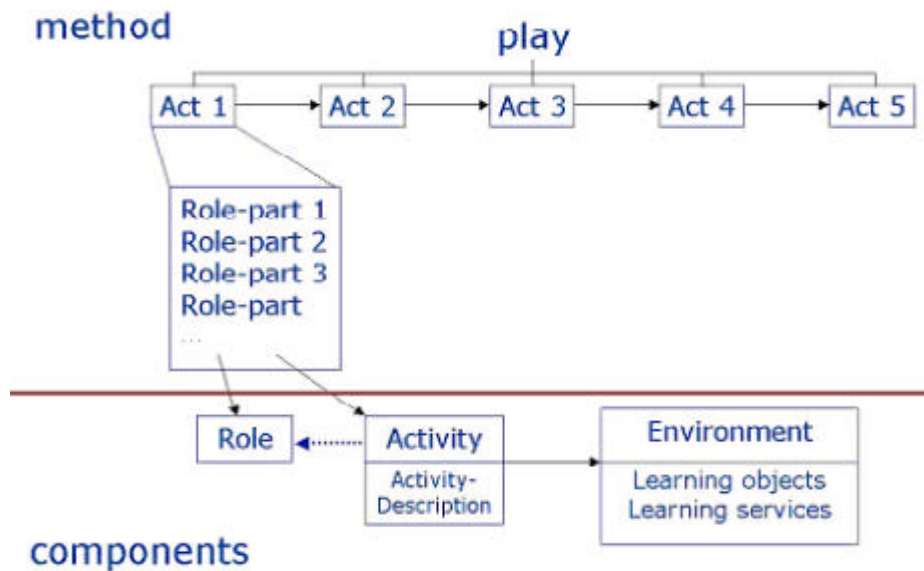 method
play
Act 1
Act 2
Act 3
Act 4
Act 5
Role-part 1
Role-part 2
Role-part 3
Role-part
...
Role
Activity
Activity-
Description
Environment
Learning objects
Learning services
components